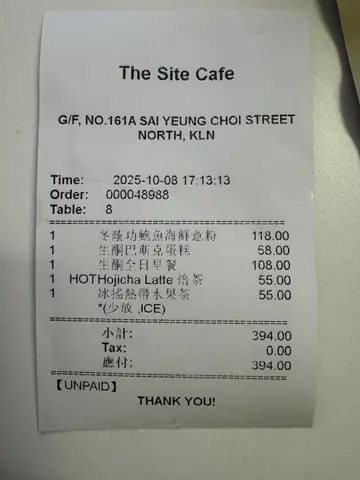 The Site Cafe
G/F, NO.161A SAI YEUNG CHOI STREET
NORTH, KLN
Time: 2025-10-08 17:13:13
Order: 000048988
Table: 8
1 冬蔭功鮑魚海鮮意粉 118.00
1 生酮巴斯克蛋糕 58.00
1 生酮全日早餐 108.00
1 HOTHojicha Latte 焙茶 55.00
1 冰搖熱帶水果茶 55.00
*(少放 ,ICE)
小計: 394.00
Tax: 0.00
應付: 394.00
【UNPAID】
THANK YOU!